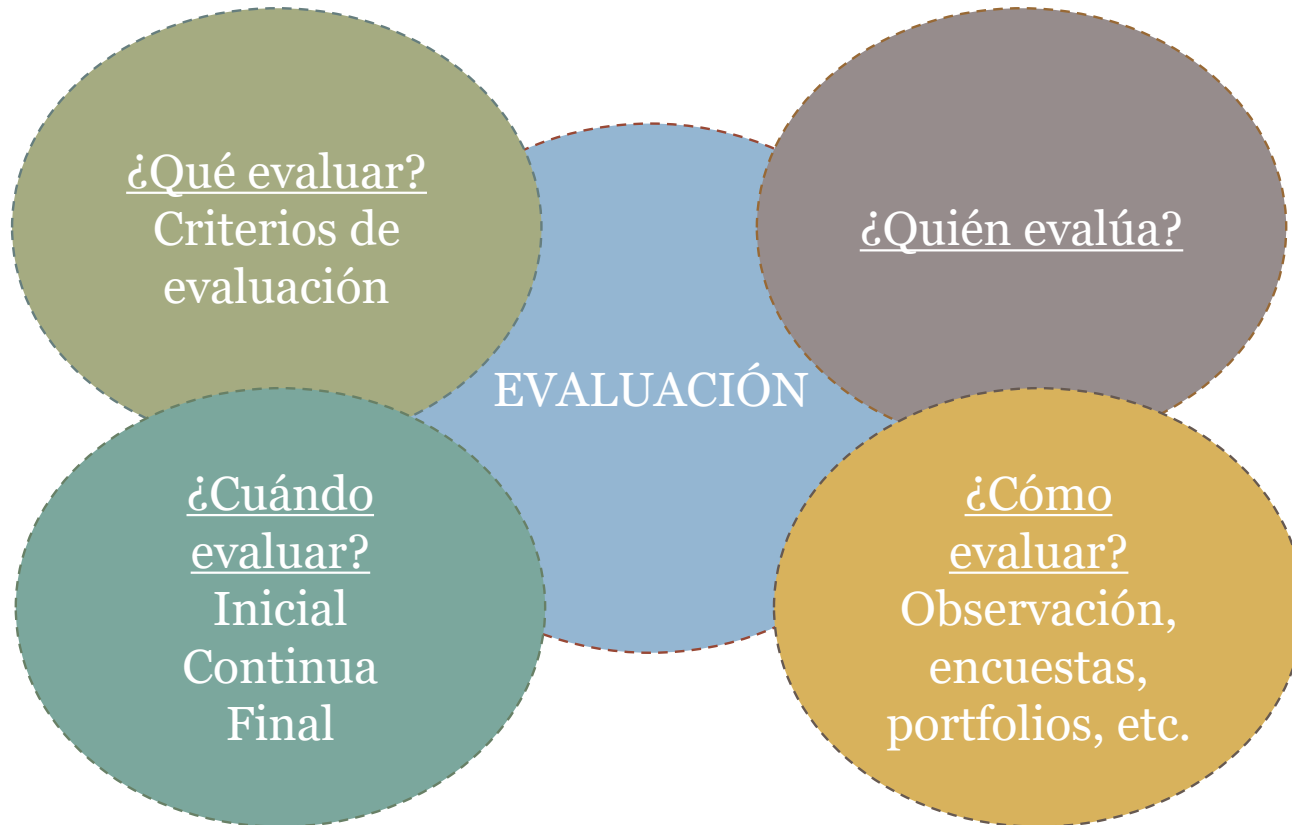 ¿Qué evaluar?
Criterios de
evaluación
¿Quién evalúa?
EVALUACIÓN
¿Cuándo
evaluar?
Inicial
Continua
Final
¿Cómo
evaluar?
Observación,
encuestas,
portfolios, etc.